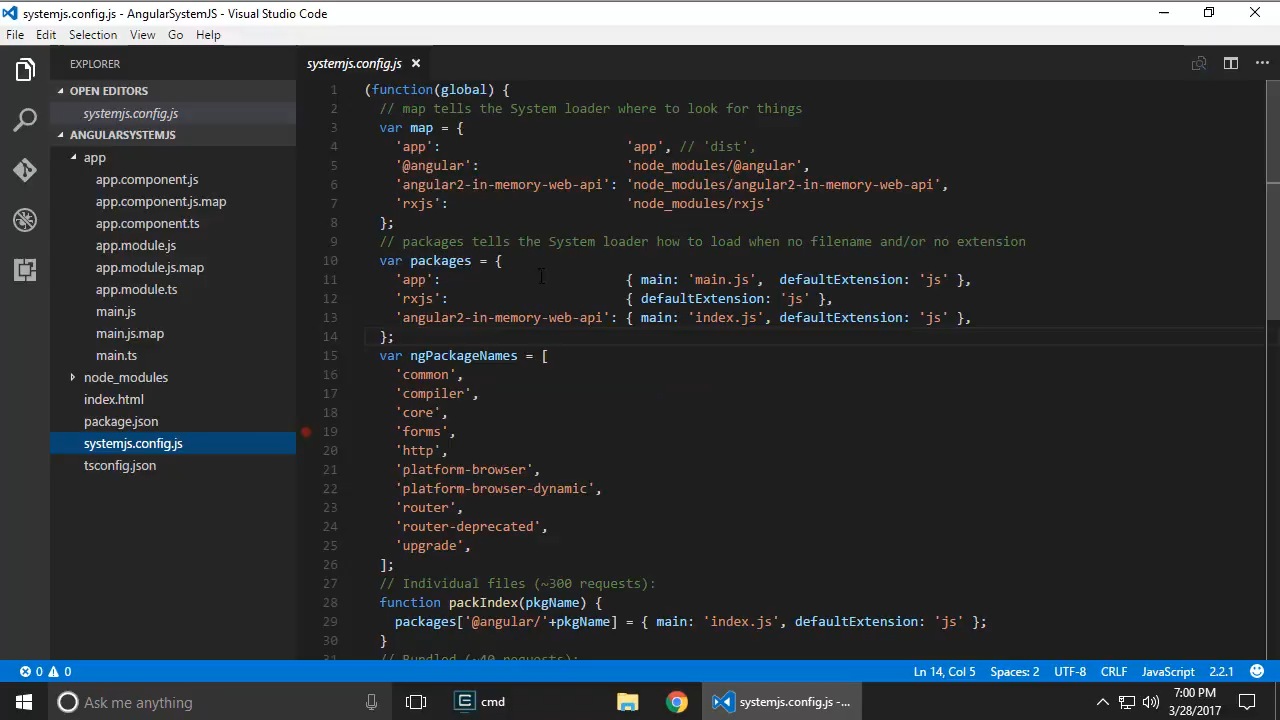 systemjs.config.js - AngularSystemJS - Visual Studio Code
File Edit Selection View Go Help
EXPLORER
OPEN EDITORS
systemjs.config.js
ANGULARSYSTEMJS
app
app.component.js
app.component.js.map
app.component.ts
app.module.js
app.module.js.map
app.module.ts
main.js
main.js.map
main.ts
node_modules
index.html
package.json
systemjs.config.js
tsconfig.json
systemjs.config.js
1 (function(global) {
2 // map tells the System loader where to look for things
3 var map = {
4 'app': 'app', // 'dist',
5 '@angular': 'node_modules/@angular',
6 'angular2-in-memory-web-api': 'node_modules/angular2-in-memory-web-api',
7 'rxjs': 'node_modules/rxjs'
8 };
9 // packages tells the System loader how to load when no filename and/or no extension
10 var packages = {
11 'app': { main: 'main.js', defaultExtension: 'js' },
12 'rxjs': { defaultExtension: 'js' },
13 'angular2-in-memory-web-api': { main: 'index.js', defaultExtension: 'js' },
14 };
15 var ngPackageNames = [
16 'common',
17 'compiler',
18 'core',
19 'forms',
20 'http',
21 'platform-browser',
22 'platform-browser-dynamic',
23 'router',
24 'router-deprecated',
25 'upgrade',
26 ];
27 // Individual files (~300 requests):
28 function packIndex(pkgName) {
29 packages['@angular/'+pkgName] = { main: 'index.js', defaultExtension: 'js' };
30 }
31 // Bundled (~40 requests):
0 0 Ln 14, Col 5 Spaces: 2 UTF-8 CRLF JavaScript 2.2.1
Ask me anything
cmd
systemjs.config.js -...
7:00 PM
3/28/2017